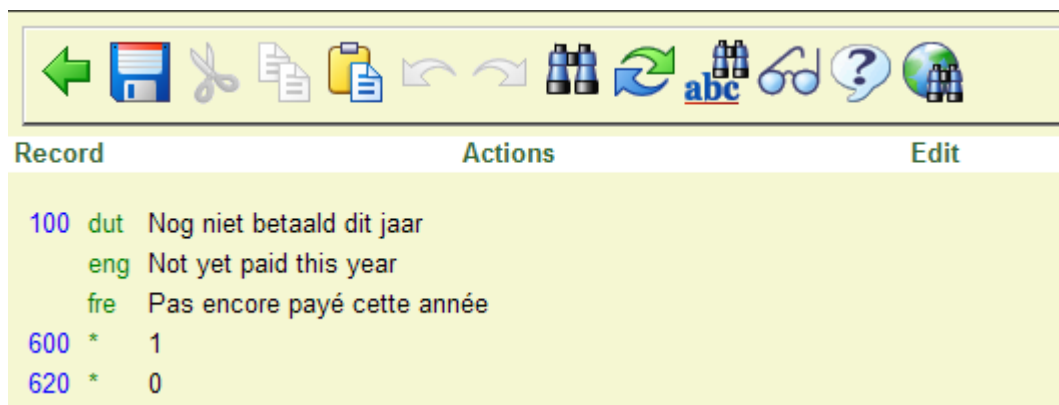 abc ?
Record Actions Edit
100 dut Nog niet betaald dit jaar
eng Not yet paid this year
fre Pas encore payé cette année
600 * 1
620 * 0